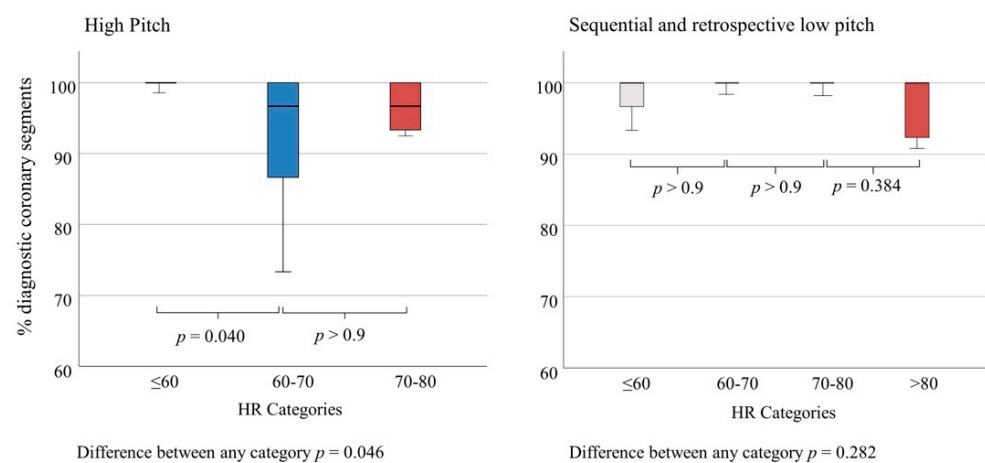 High Pitch
% diagnostic coronary segments
100
90
80
70
60
p = 0.040
p > 0.9
≤60
60-70
70-80
HR Categories
Difference between any category p = 0.046
Sequential and retrospective low pitch
100
90
80
70
60
p > 0.9
p > 0.9
p = 0.384
≤60
60-70
70-80
>80
HR Categories
Difference between any category p = 0.282